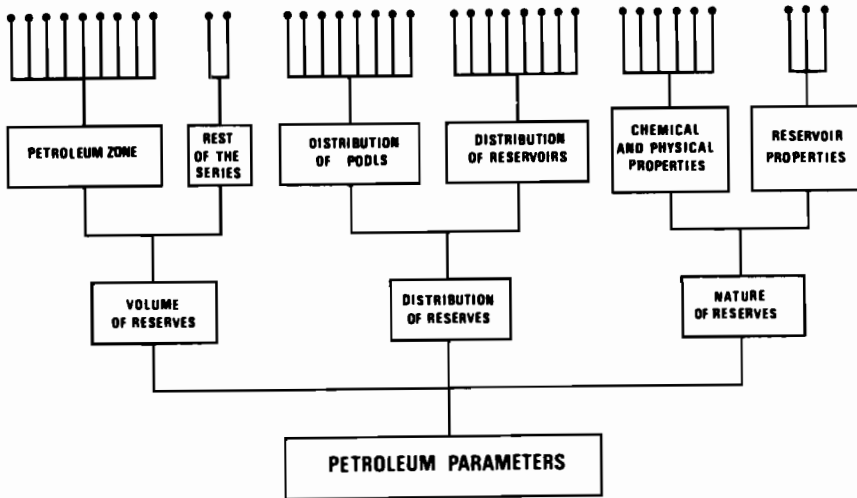 PETROLEUM ZONE
REST
OF THE
SERIES
DISTRIBUTION
OF PODLS
DISTRIBUTION
OF RESERVOIRS
CHEMICAL
AND PHYSICAL
PROPERTIES
RESERVOIR
PROPERTIES
VOLUME
OF RESERVES
DISTRIBUTION
OF RESERVES
NATURE
OF RESERVES
PETROLEUM PARAMETERS